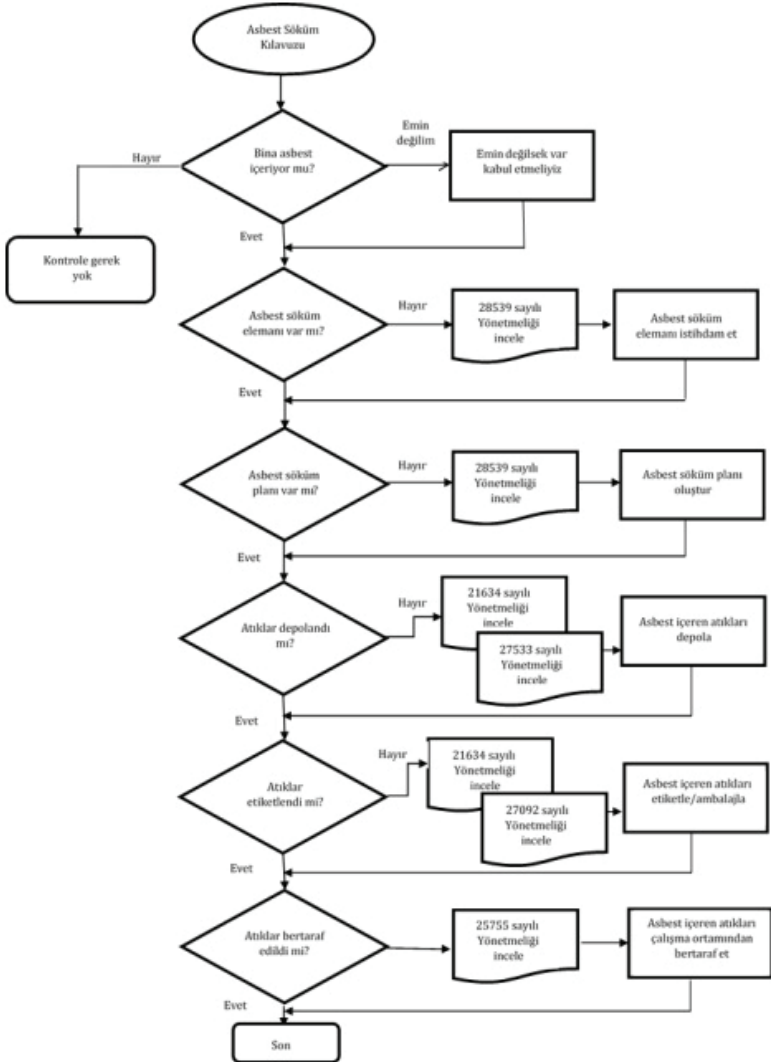 Asbest Söküm
Kılavuzu
Bina asbest
içeriyor mu?
Hayır
Emin
değilim
Emin değilsek var
kabul etmeliyiz
Kontrole gerek
yok
Evet
Asbest söküm
elemanı var mı?
Hayır
28539 sayılı
Yönetmeliği
incele
Asbest söküm
elemanı istihdam et
Evet
Asbest söküm
planı var mı?
Hayır
28539 sayılı
Yönetmeliği
incele
Asbest söküm planı
oluştur
Evet
Atıklar depolandı
mı?
Hayır
21634 sayılı
Yönetmeliği
incele
27533 sayılı
Yönetmeliği
incele
Asbest içeren atıkları
depola
Evet
Atıklar
etiketlendi mi?
Hayır
21634 sayılı
Yönetmeliği
incele
27092 sayılı
Yönetmeliği
incele
Asbest içeren atıkları
etiketle/ambalajla
Evet
Atıklar bertaraf
edildi mi?
25755 sayılı
Yönetmeliği
incele
Asbest içeren atıkları
çalışma ortamından
bertaraf et
Evet
Son